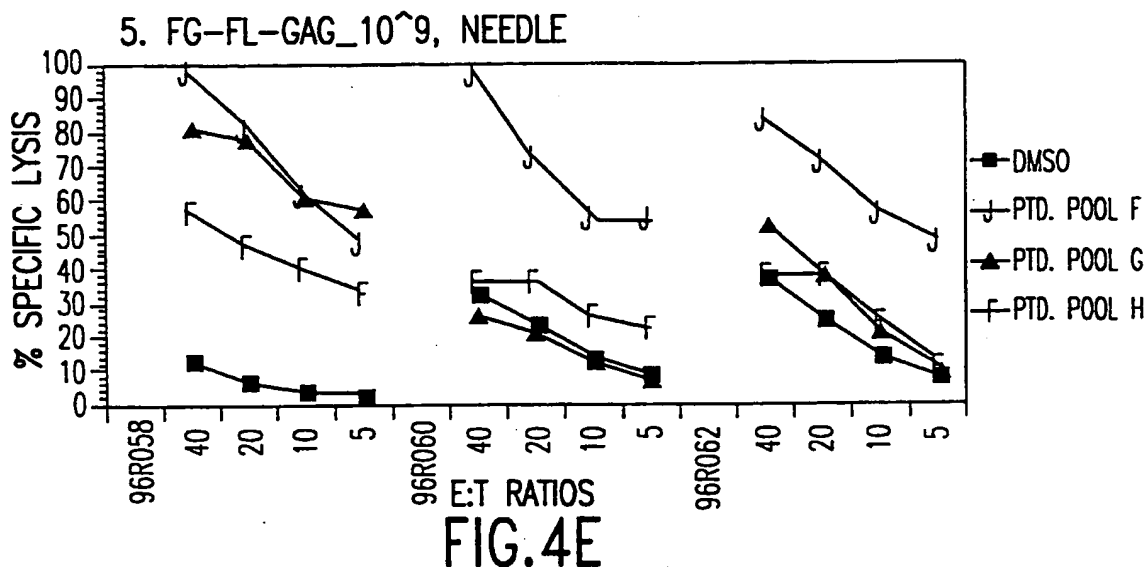 5. FG-FL-GAG_10^9, NEEDLE
% SPECIFIC LYSIS
100
90
80
70
60
50
40
30
20
10
0
96R058
40
20
10
5
96R060
40
20
10
5
96R062
40
20
10
5
E:T RATIOS
DMSO
PTD. POOL F
PTD. POOL G
PTD. POOL H
FIG.4E